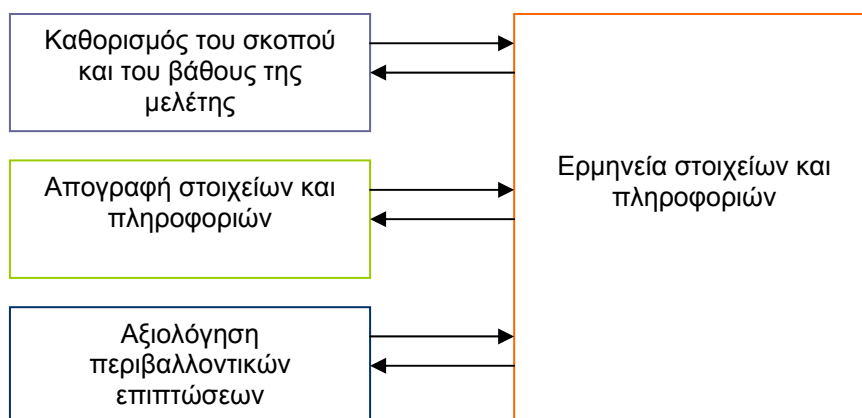 Καθορισμός του σκοπού
και του βάθους της
μελέτης
Απογραφή στοιχείων και
πληροφοριών
Αξιολόγηση
περιβαλλοντικών
επιπτώσεων
Ερμηνεία στοιχείων και
πληροφοριών